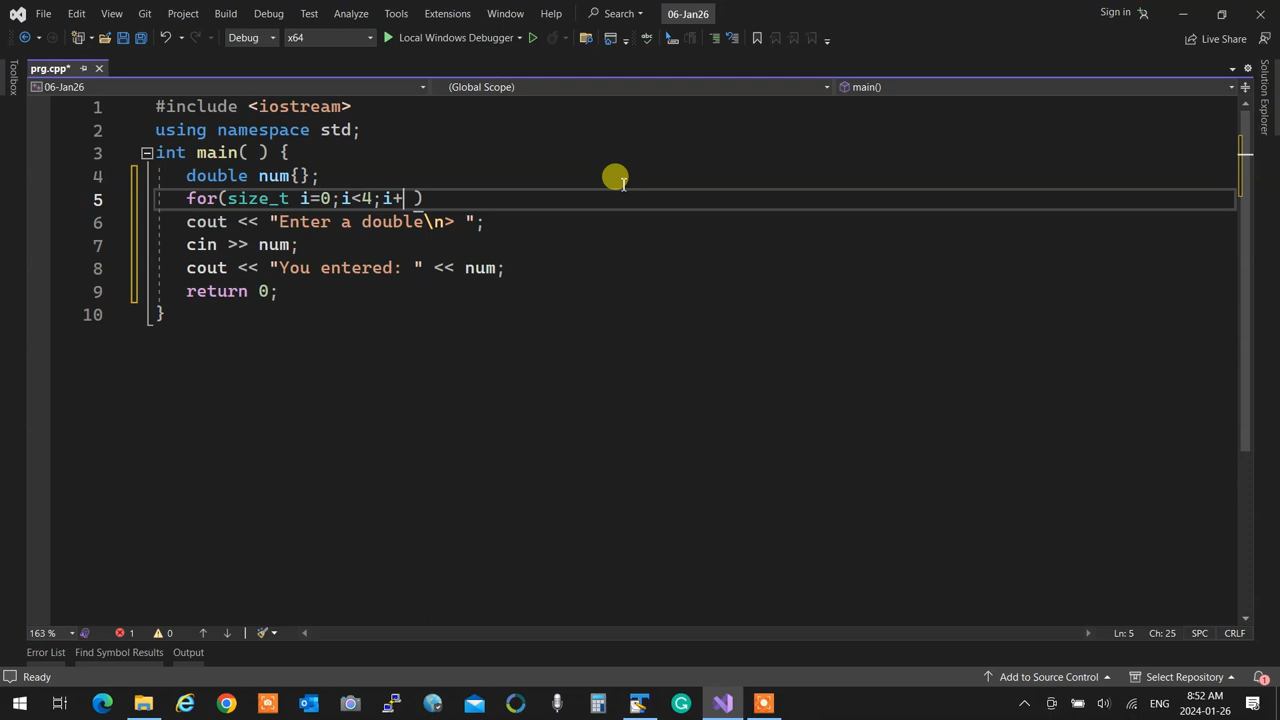 File Edit View Git Project Build Debug Test Analyze Tools Extensions Window Help Search 06-Jan26 Sign in
Debug x64 Local Windows Debugger Live Share
prg.cpp*
06-Jan26 (Global Scope) main()
Toolbox
Solution Explorer
1 #include <iostream>
2 using namespace std;
3 int main( ) {
4 double num{};
5 for(size_t i=0;i<4;i+ )
6 cout << "Enter a double\n> ";
7 cin >> num;
8 cout << "You entered: " << num;
9 return 0;
10 }
163 % 1 0 Ln: 5 Ch: 25 SPC CRLF
Error List Find Symbol Results Output
Ready Add to Source Control Select Repository 1
ENG 8:52 AM
2024-01-26